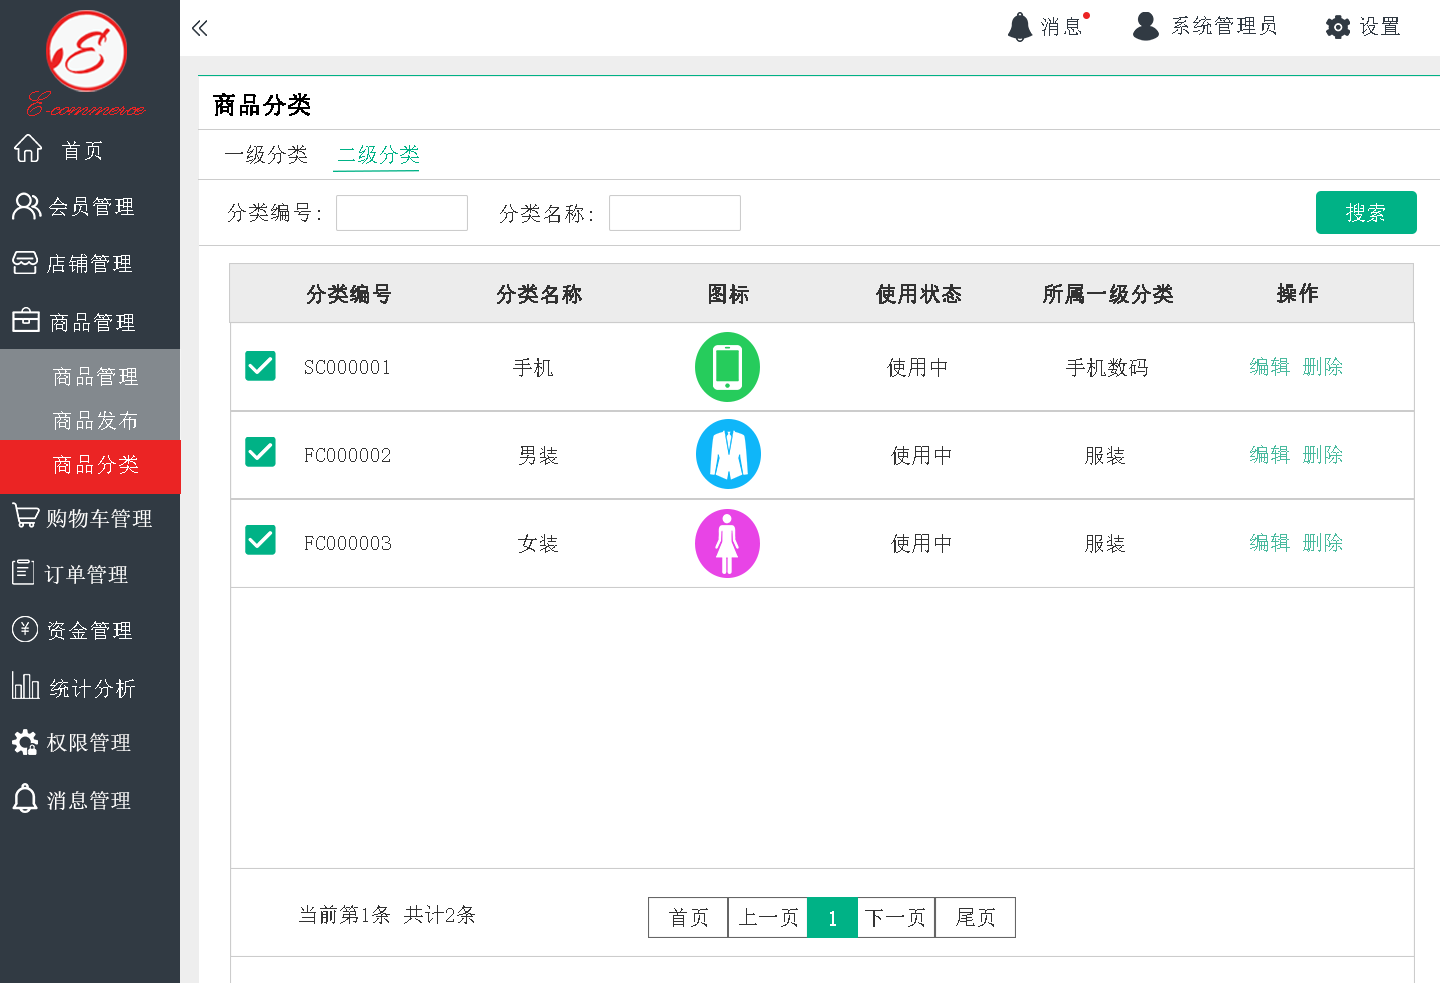 E-commerce
消息 系统管理员 设置
首页
会员管理
店铺管理
商品管理
商品管理
商品发布
商品分类
购物车管理
订单管理
资金管理
统计分析
权限管理
消息管理
商品分类
一级分类 二级分类
分类编号： 分类名称： 搜索
分类编号 分类名称 图标 使用状态 所属一级分类 操作
SC000001 手机 使用中 手机数码 编辑 删除
FC000002 男装 使用中 服装 编辑 删除
FC000003 女装 使用中 服装 编辑 删除
当前第1条 共计2条 首页 上一页 1 下一页 尾页